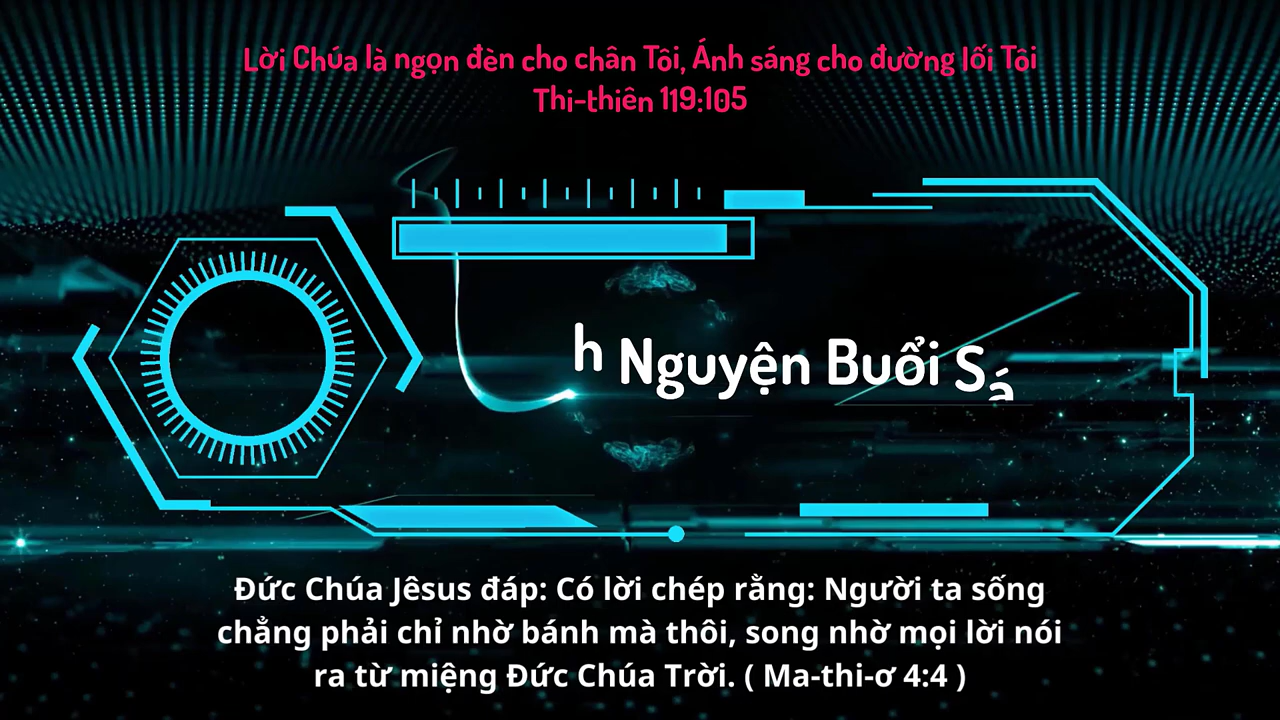 Lời Chúa là ngọn đèn cho chân Tôi, Ánh sáng cho đường lối Tôi
Thi-thiên 119:105
h Nguyện Buổi Sá
Đức Chúa Jêsus đáp: Có lời chép rằng: Người ta sống
chẳng phải chỉ nhờ bánh mà thôi, song nhờ mọi lời nói
ra từ miệng Đức Chúa Trời. ( Ma-thi-ơ 4:4 )